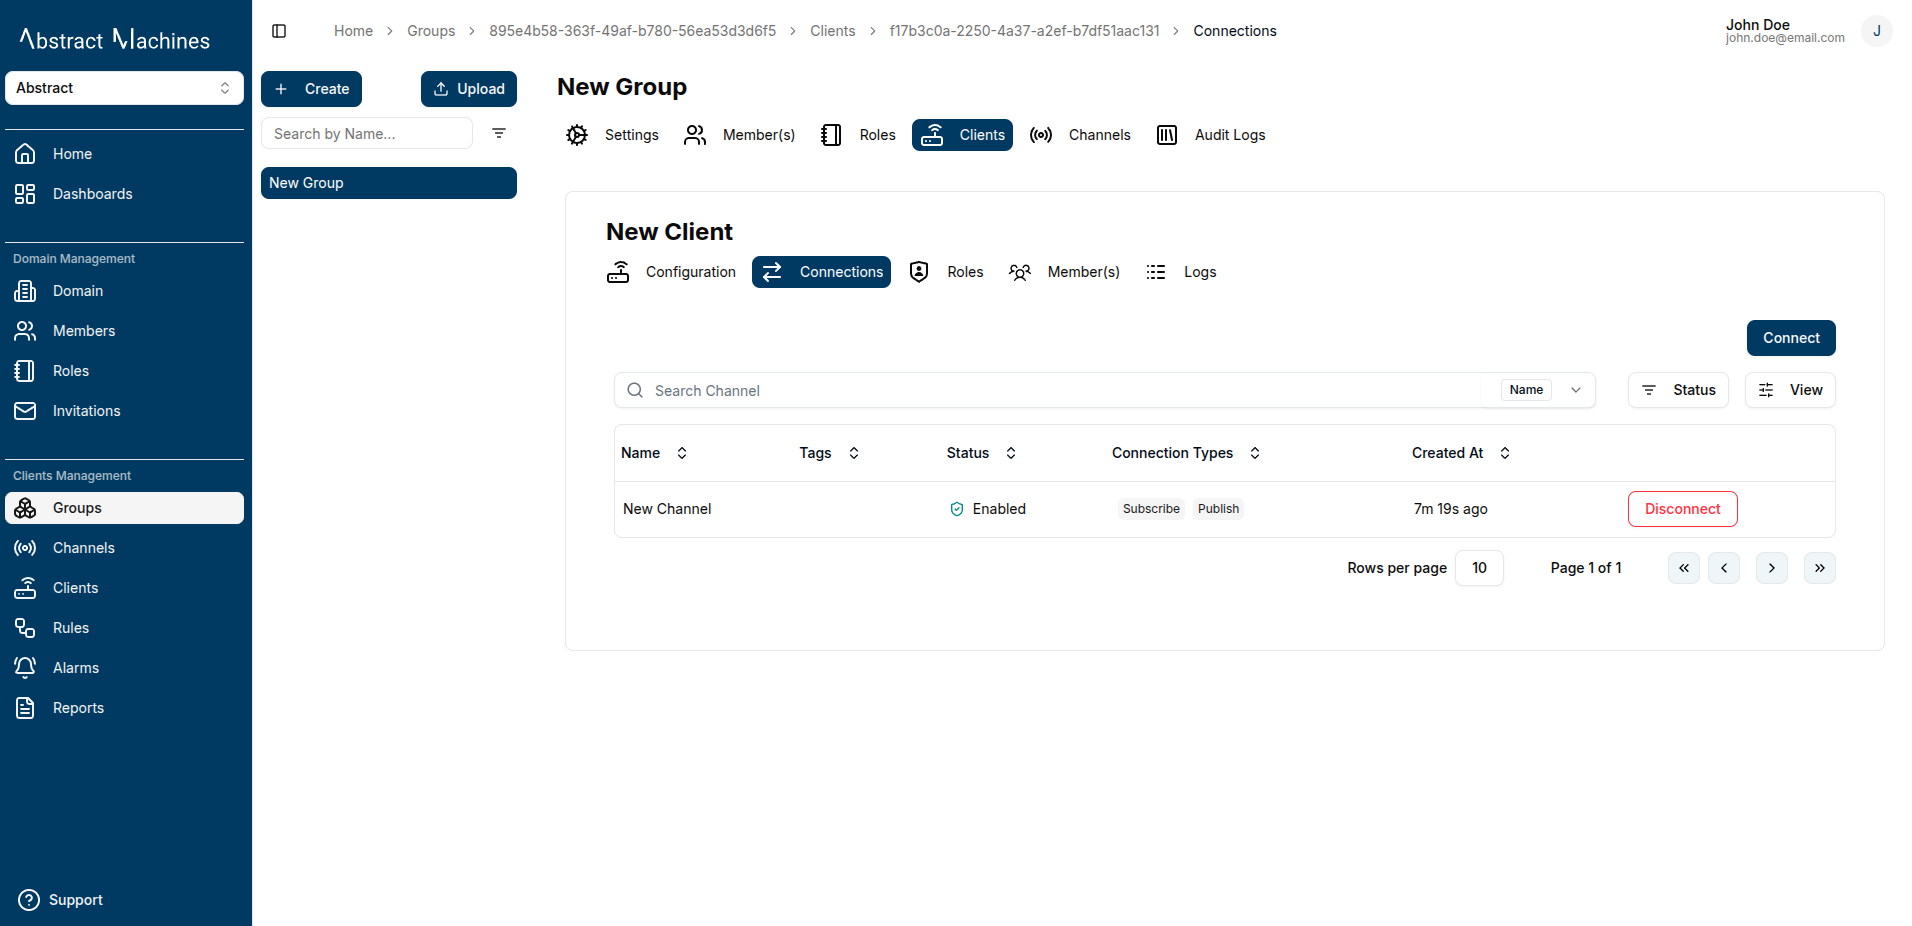 Abstract Machines
Abstract
Home
Dashboards
Domain Management
Domain
Members
Roles
Invitations
Clients Management
Groups
Channels
Clients
Rules
Alarms
Reports
Support
Home > Groups > 895e4b58-363f-49af-b780-56ea53d3d6f5 > Clients > f17b3c0a-2250-4a37-a2ef-b7df51aac131 > Connections
John Doe
john.doe@email.com
J
Create
Upload
Search by Name...
New Group
New Group
Settings Member(s) Roles Clients Channels Audit Logs
New Client
Configuration Connections Roles Member(s) Logs
Connect
Search Channel Name Status View
Name Tags Status Connection Types Created At
New Channel Enabled Subscribe Publish 7m 19s ago Disconnect
Rows per page 10 Page 1 of 1